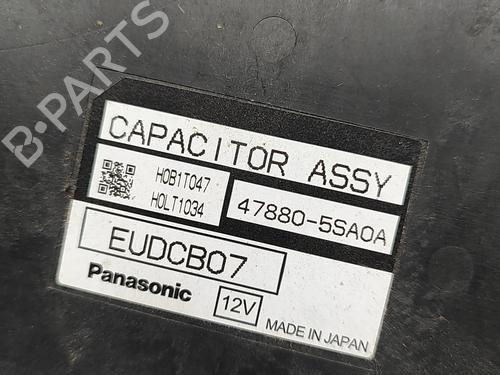 B·PARTS
CAPACITOR ASSY
H0B1T047
H0LT1034
47880-5SA0A
EUDCB07
Panasonic
12V
MADE IN JAPAN